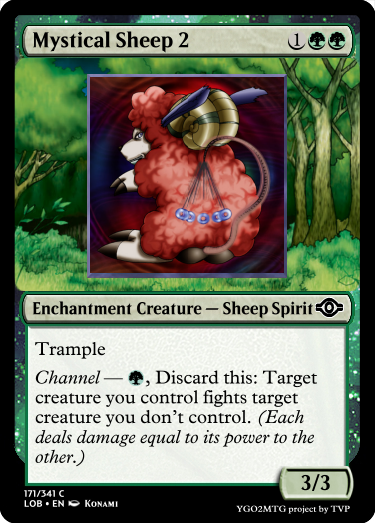 Mystical Sheep 2 1
Enchantment Creature — Sheep Spirit
Trample
Channel — , Discard this: Target
creature you control fights target
creature you don't control. (Each
deals damage equal to its power to the
other.)
3/3
171/341 C
LOB • EN Konami
YGO2MTG project by TVP